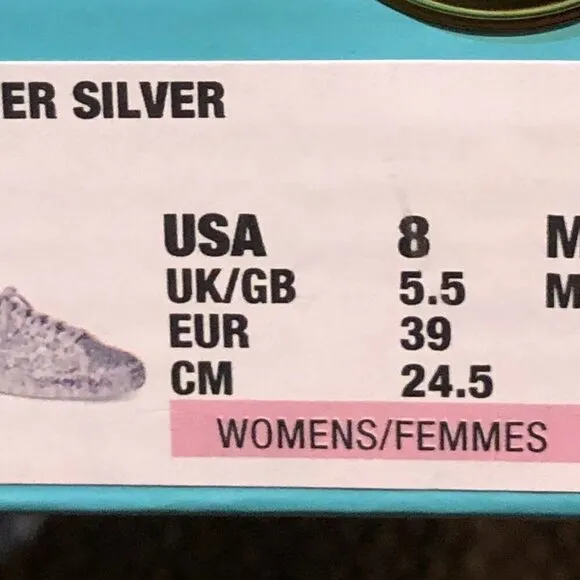 ER SILVER
USA 8 M
UK/GB 5.5 M
EUR 39
CM 24.5
WOMENS/FEMMES